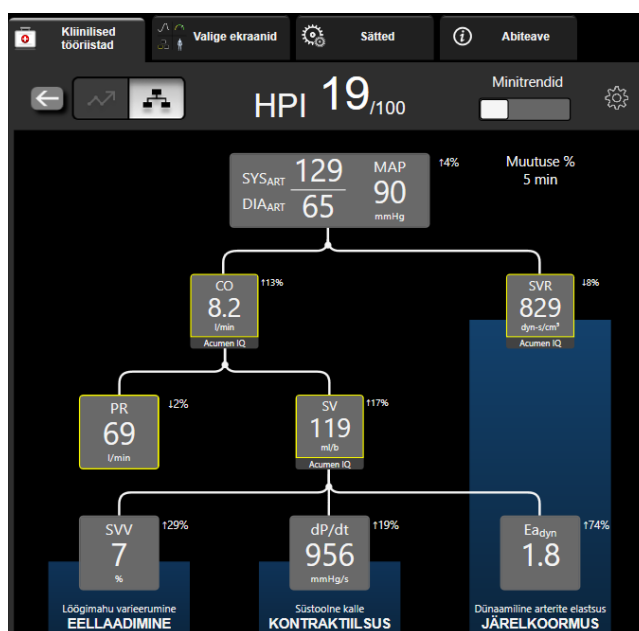 Kliinilised
tööriistad
Valige ekraanid
Sätted
Abiteave
HPI 19/100
Minitrendid
SYSART 129
DIAART 65
MAP
90
mmHg
↑4%
Muutuse %
5 min
CO
8.2
l/min
Acumen IQ
↑13%
SVR
829
dyn-s/cm⁵
Acumen IQ
↓8%
PR
69
l/min
↓2%
SV
119
ml/b
Acumen IQ
↑17%
SVV
7
%
↑29%
dP/dt
956
mmHg/s
↑19%
Eadyn
1.8
↑74%
Löögimahu varieerumine
EELLAADIMINE
Süstoolne kalle
KONTRAKTIILSUS
Dünaamiline arterite elastsus
JÄRELKOORMUS